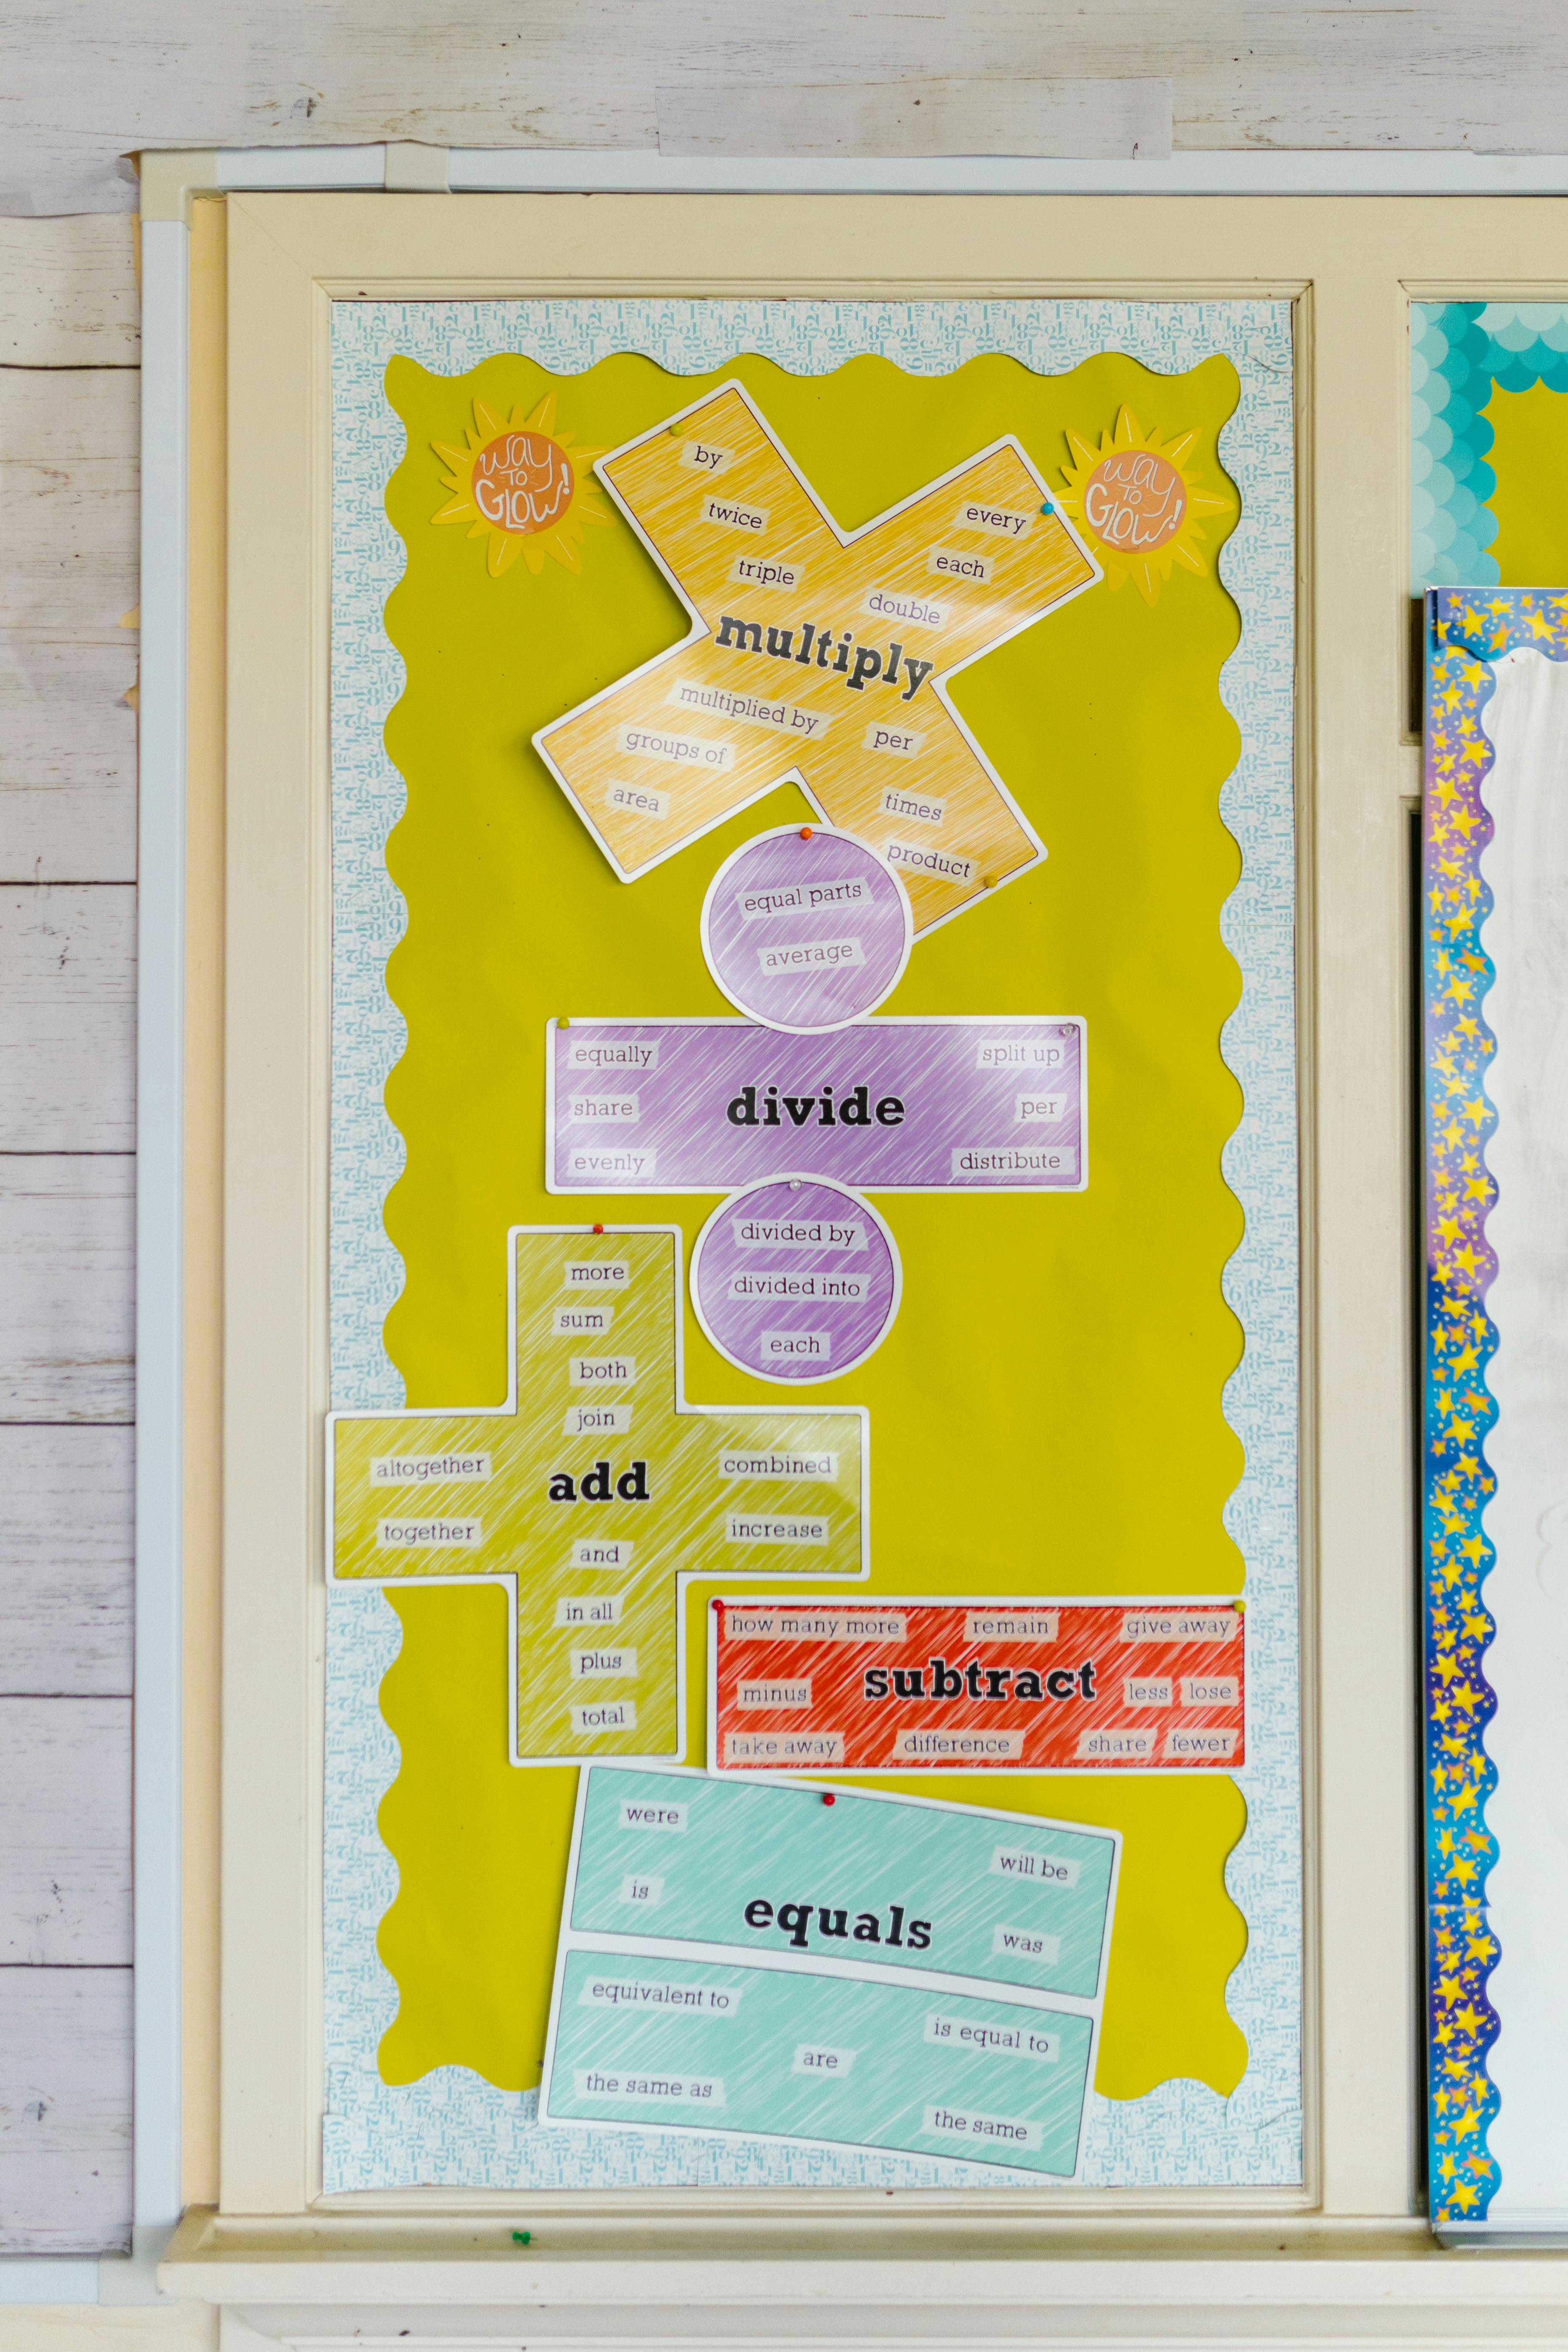 way
to
Glow!
way
to
Glow!
by
twice
triple
every
each
double
multiply
multiplied by
groups of
area
per
times
product
equal parts
average
equally
share
evenly
divide
split up
per
distribute
divided by
divided into
each
more
sum
both
join
altogether
together
add
combined
increase
and
in all
plus
total
how many more
remain
give away
minus
subtract
less
lose
take away
difference
share
fewer
were
is
equals
will be
was
equivalent to
is equal to
are
the same as
the same